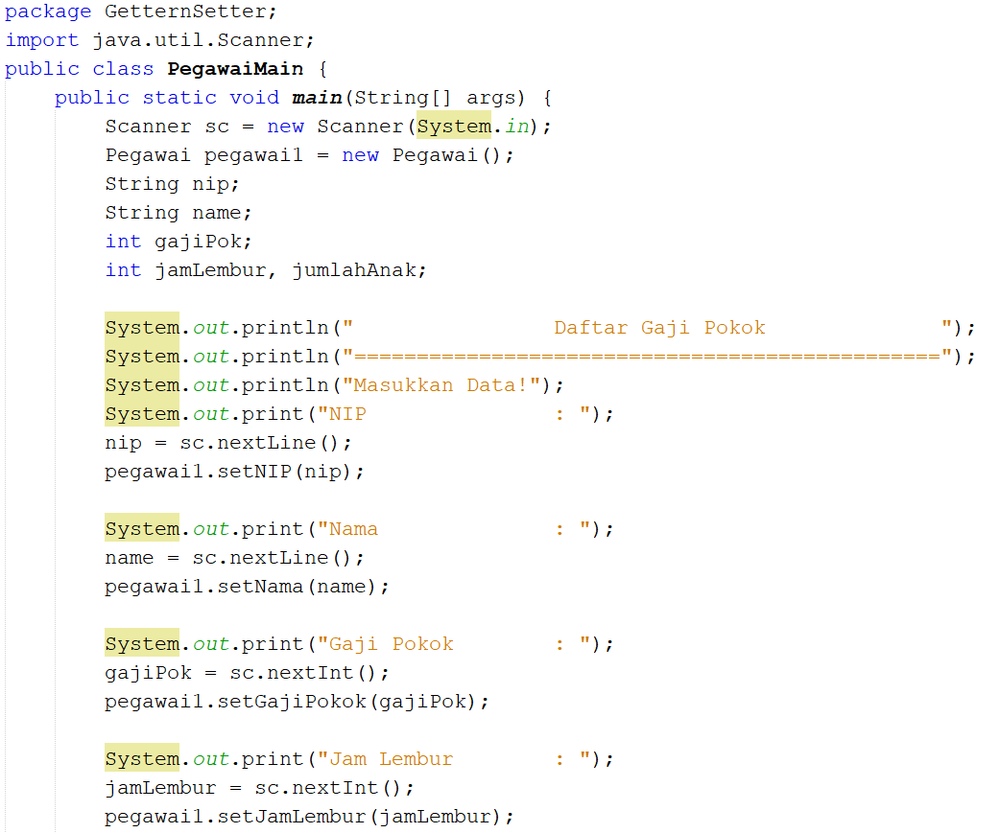 package GetternSetter;
import java.util.Scanner;
public class PegawaiMain {
    public static void main(String[] args) {
        Scanner sc = new Scanner(System.in);
        Pegawai pegawai1 = new Pegawai();
        String nip;
        String name;
        int gajiPok;
        int jamLembur, jumlahAnak;

        System.out.println("                Daftar Gaji Pokok              ");
        System.out.println("===============================================");
        System.out.println("Masukkan Data!");
        System.out.print("NIP               : ");
        nip = sc.nextLine();
        pegawai1.setNIP(nip);

        System.out.print("Nama              : ");
        name = sc.nextLine();
        pegawai1.setNama(name);

        System.out.print("Gaji Pokok        : ");
        gajiPok = sc.nextInt();
        pegawai1.setGajiPokok(gajiPok);

        System.out.print("Jam Lembur        : ");
        jamLembur = sc.nextInt();
        pegawai1.setJamLembur(jamLembur);